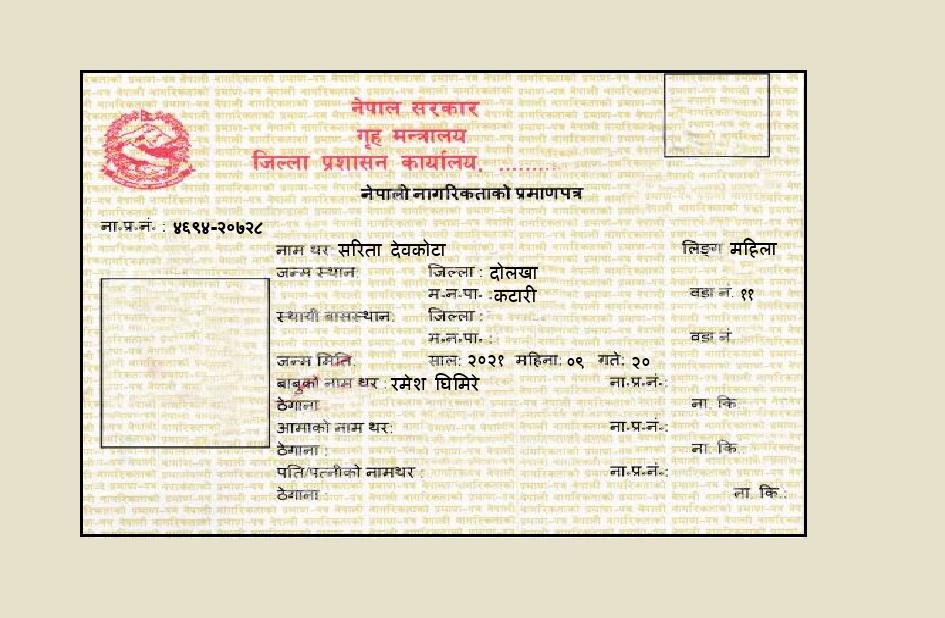 नेपाल सरकार
गृह मन्त्रालय
जिल्ला प्रशासन कार्यालय, .........
नेपाली नागरिकताको प्रमाणपत्र
ना.प्र.नं. : ४६९४-२०७२८
नाम थर: सरिता देवकोटा लिङ्ग महिला
जन्म स्थान: जिल्ला : दोलखा
म.न.पा. :कटारी वडा नं. ११
स्थायी बासस्थान: जिल्ला :
म.न.पा. : वडा नं
जन्म मिति: साल: २०२१ महिना: ०९ गते: २०
बाबुको नाम थर : रमेश घिमिरे ना.प्र.नं.:
ठेगाना ना. कि.
आमाको नाम थर: ना.प्र.नं.:
ठेगाना : ना. कि.
पति/पत्नीको नामथर : ना.प्र.नं.:
ठेगाना : ना. कि.: